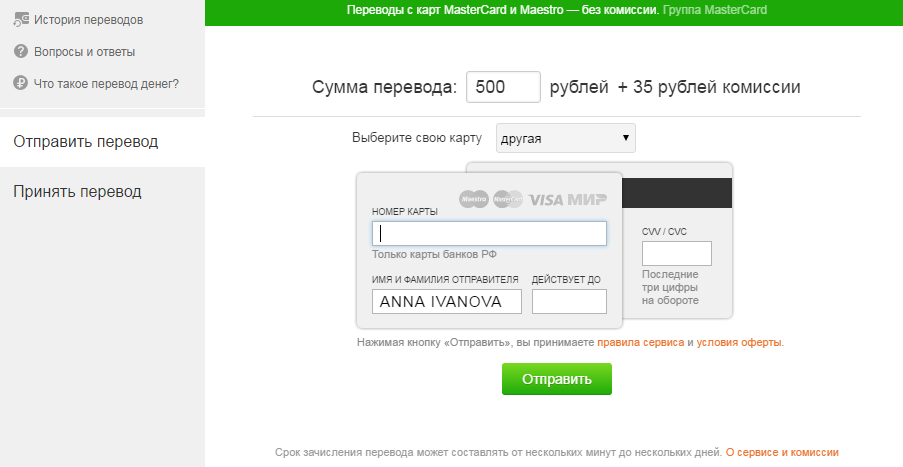 Переводы с карт MasterCard и Maestro — без комиссии. Группа MasterCard
История переводов
Вопросы и ответы
Что такое перевод денег?
Отправить перевод
Принять перевод
Сумма перевода: 500 рублей + 35 рублей комиссии
Выберите свою карту другая
Maestro MasterCard VISA МИР
НОМЕР КАРТЫ
Только карты банков РФ
ИМЯ И ФАМИЛИЯ ОТПРАВИТЕЛЯ ДЕЙСТВУЕТ ДО
ANNA IVANOVA
CVV / CVC
Последние
три цифры
на обороте
Нажимая кнопку «Отправить», вы принимаете правила сервиса и условия оферты.
Отправить
Срок зачисления перевода может составлять от нескольких минут до нескольких дней. О сервисе и комиссии